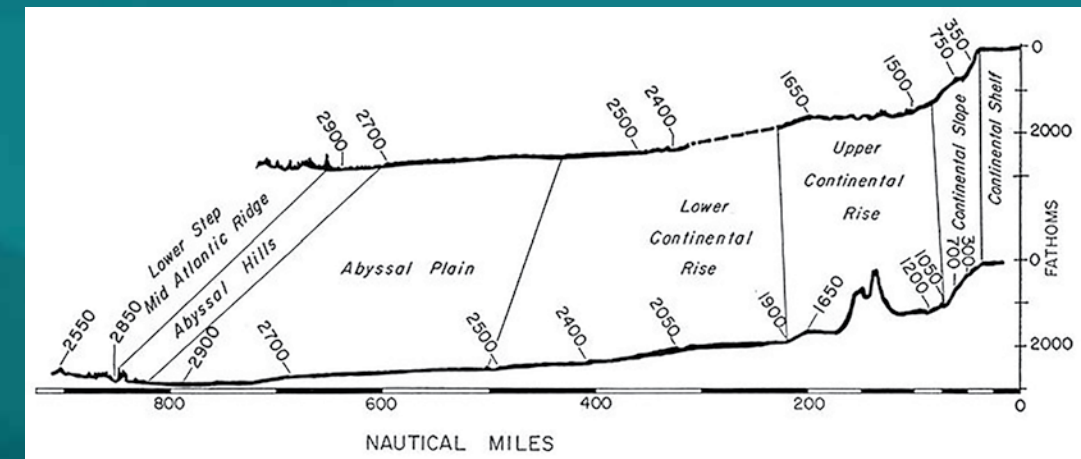 350
750
0
1500
1650
2400
2500
2700
2900
2000
Continental Shelf
Continental Slope
Upper
Continental
Rise
Lower
Continental
Rise
Abyssal Plain
Abyssal Hills
Lower Step
Mid Atlantic Ridge
FATHOMS
0
300
700
1050
1200
1650
1900
2050
2400
2500
2700
2900
2850
2550
2000
800
600
400
200
0
NAUTICAL MILES